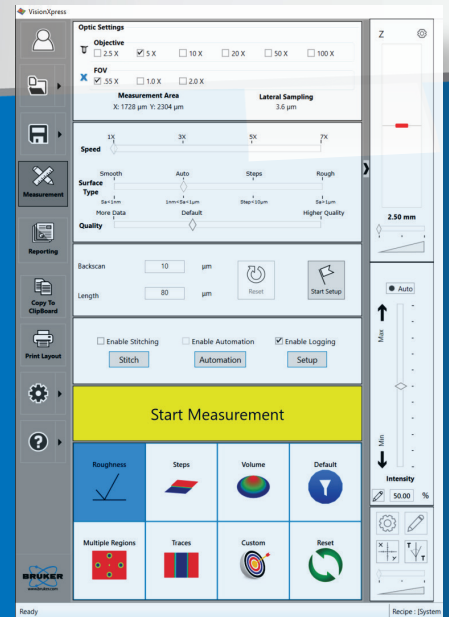 VisionXpress
Optic Settings
Objective
2.5 X 5 X 10 X 20 X 50 X 100 X
FOV
.55 X 1.0 X 2.0 X
Measurement Area Lateral Sampling
X: 1728 µm Y: 2304 µm 3.6 µm
1X 3X 5X 7X
Speed
Smooth Auto Steps Rough
Surface
Type
Sa<1nm 1nm<Sa<1µm Step<10µm Sa>1µm
More Data Default Higher Quality
Quality
Backscan 10 µm
Length 80 µm
Reset Start Setup
Enable Stitching Enable Automation Enable Logging
Stitch Automation Setup
Start Measurement
Roughness Steps Volume Default
Multiple Regions Traces Custom Reset
Measurement
Reporting
Copy To
ClipBoard
Print Layout
?
BRUKER
www.bruker.com
Z
2.50 mm
Auto
Max
Min
Intensity
50.00 %
X Y
T T
Ready
Recipe : [System